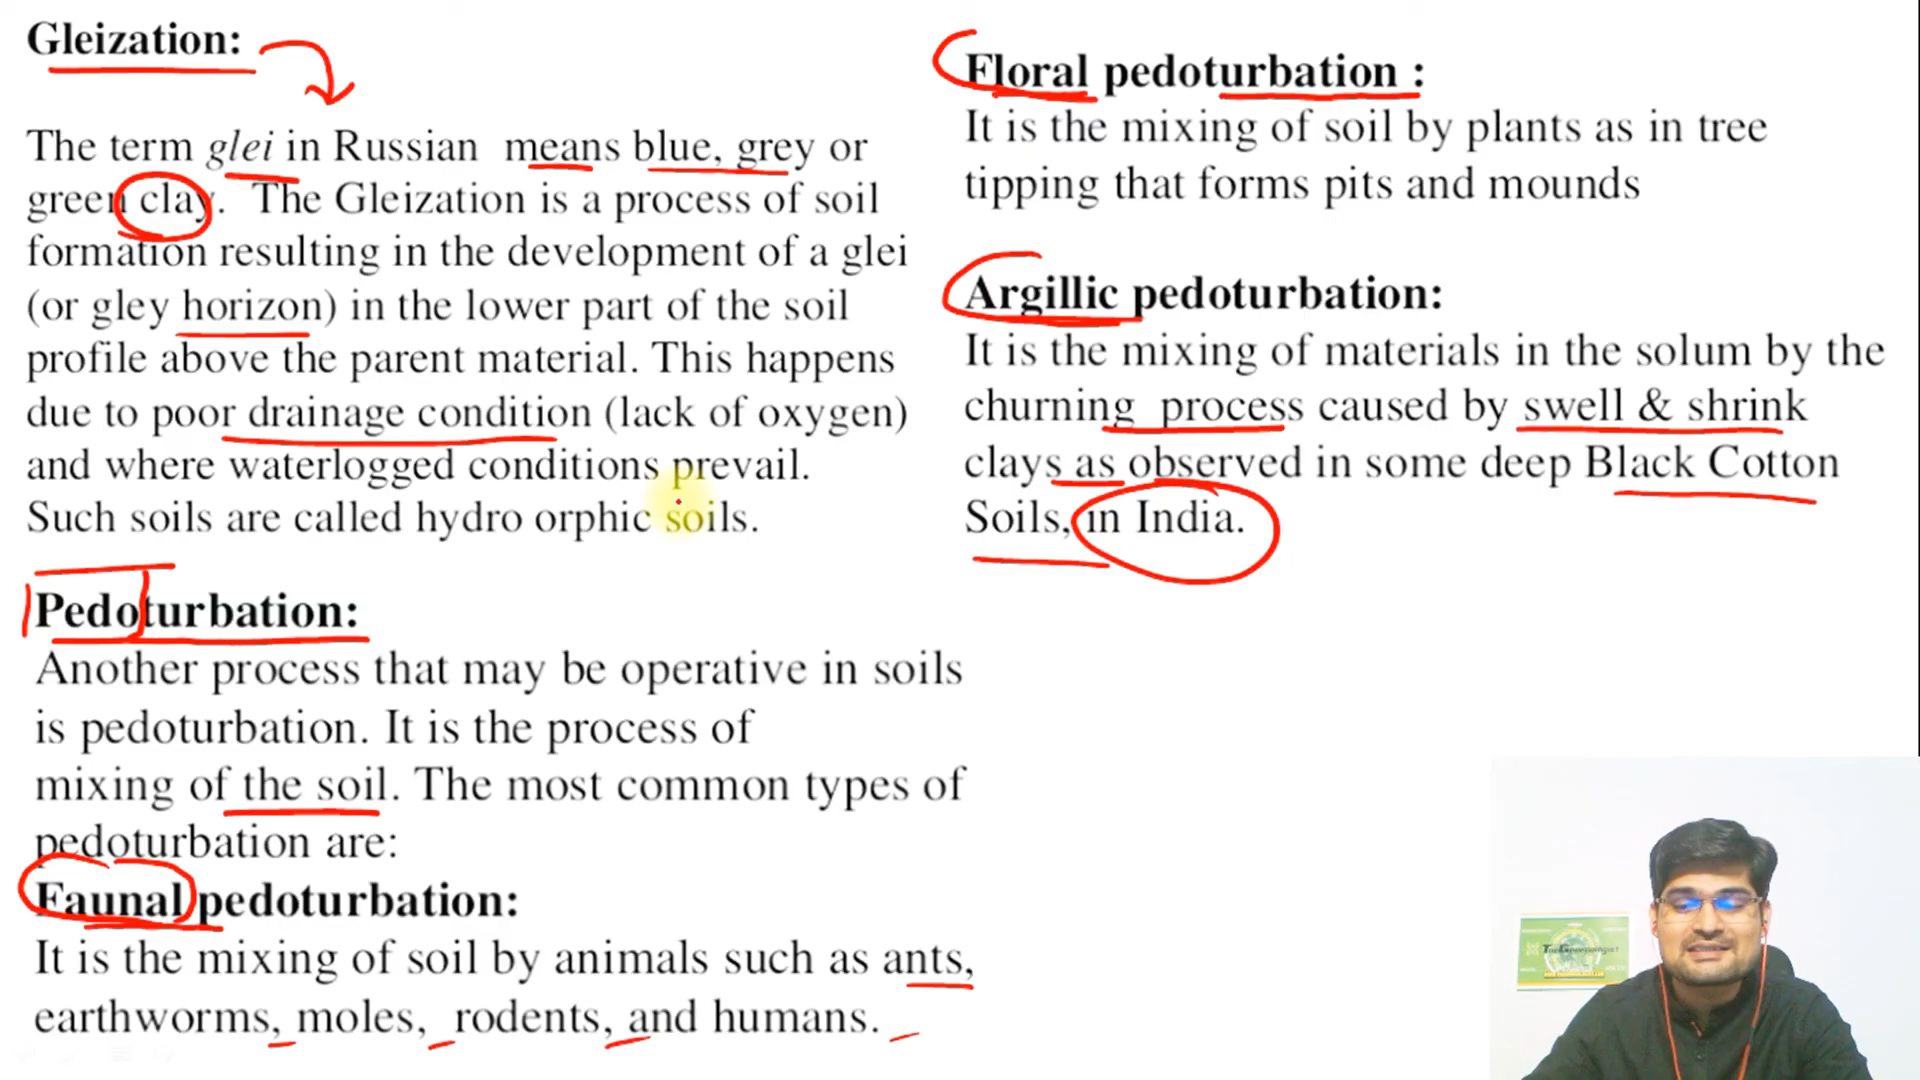 Gleization:
The term glei in Russian means blue, grey or
green clay. The Gleization is a process of soil
formation resulting in the development of a glei
(or gley horizon) in the lower part of the soil
profile above the parent material. This happens
due to poor drainage condition (lack of oxygen)
and where waterlogged conditions prevail.
Such soils are called hydro orphic soils.
Pedoturbation:
Another process that may be operative in soils
is pedoturbation. It is the process of
mixing of the soil. The most common types of
pedoturbation are:
Faunal pedoturbation:
It is the mixing of soil by animals such as ants,
earthworms, moles, rodents, and humans.
Floral pedoturbation :
It is the mixing of soil by plants as in tree
tipping that forms pits and mounds
Argillic pedoturbation:
It is the mixing of materials in the solum by the
churning process caused by swell & shrink
clays as observed in some deep Black Cotton
Soils, in India.